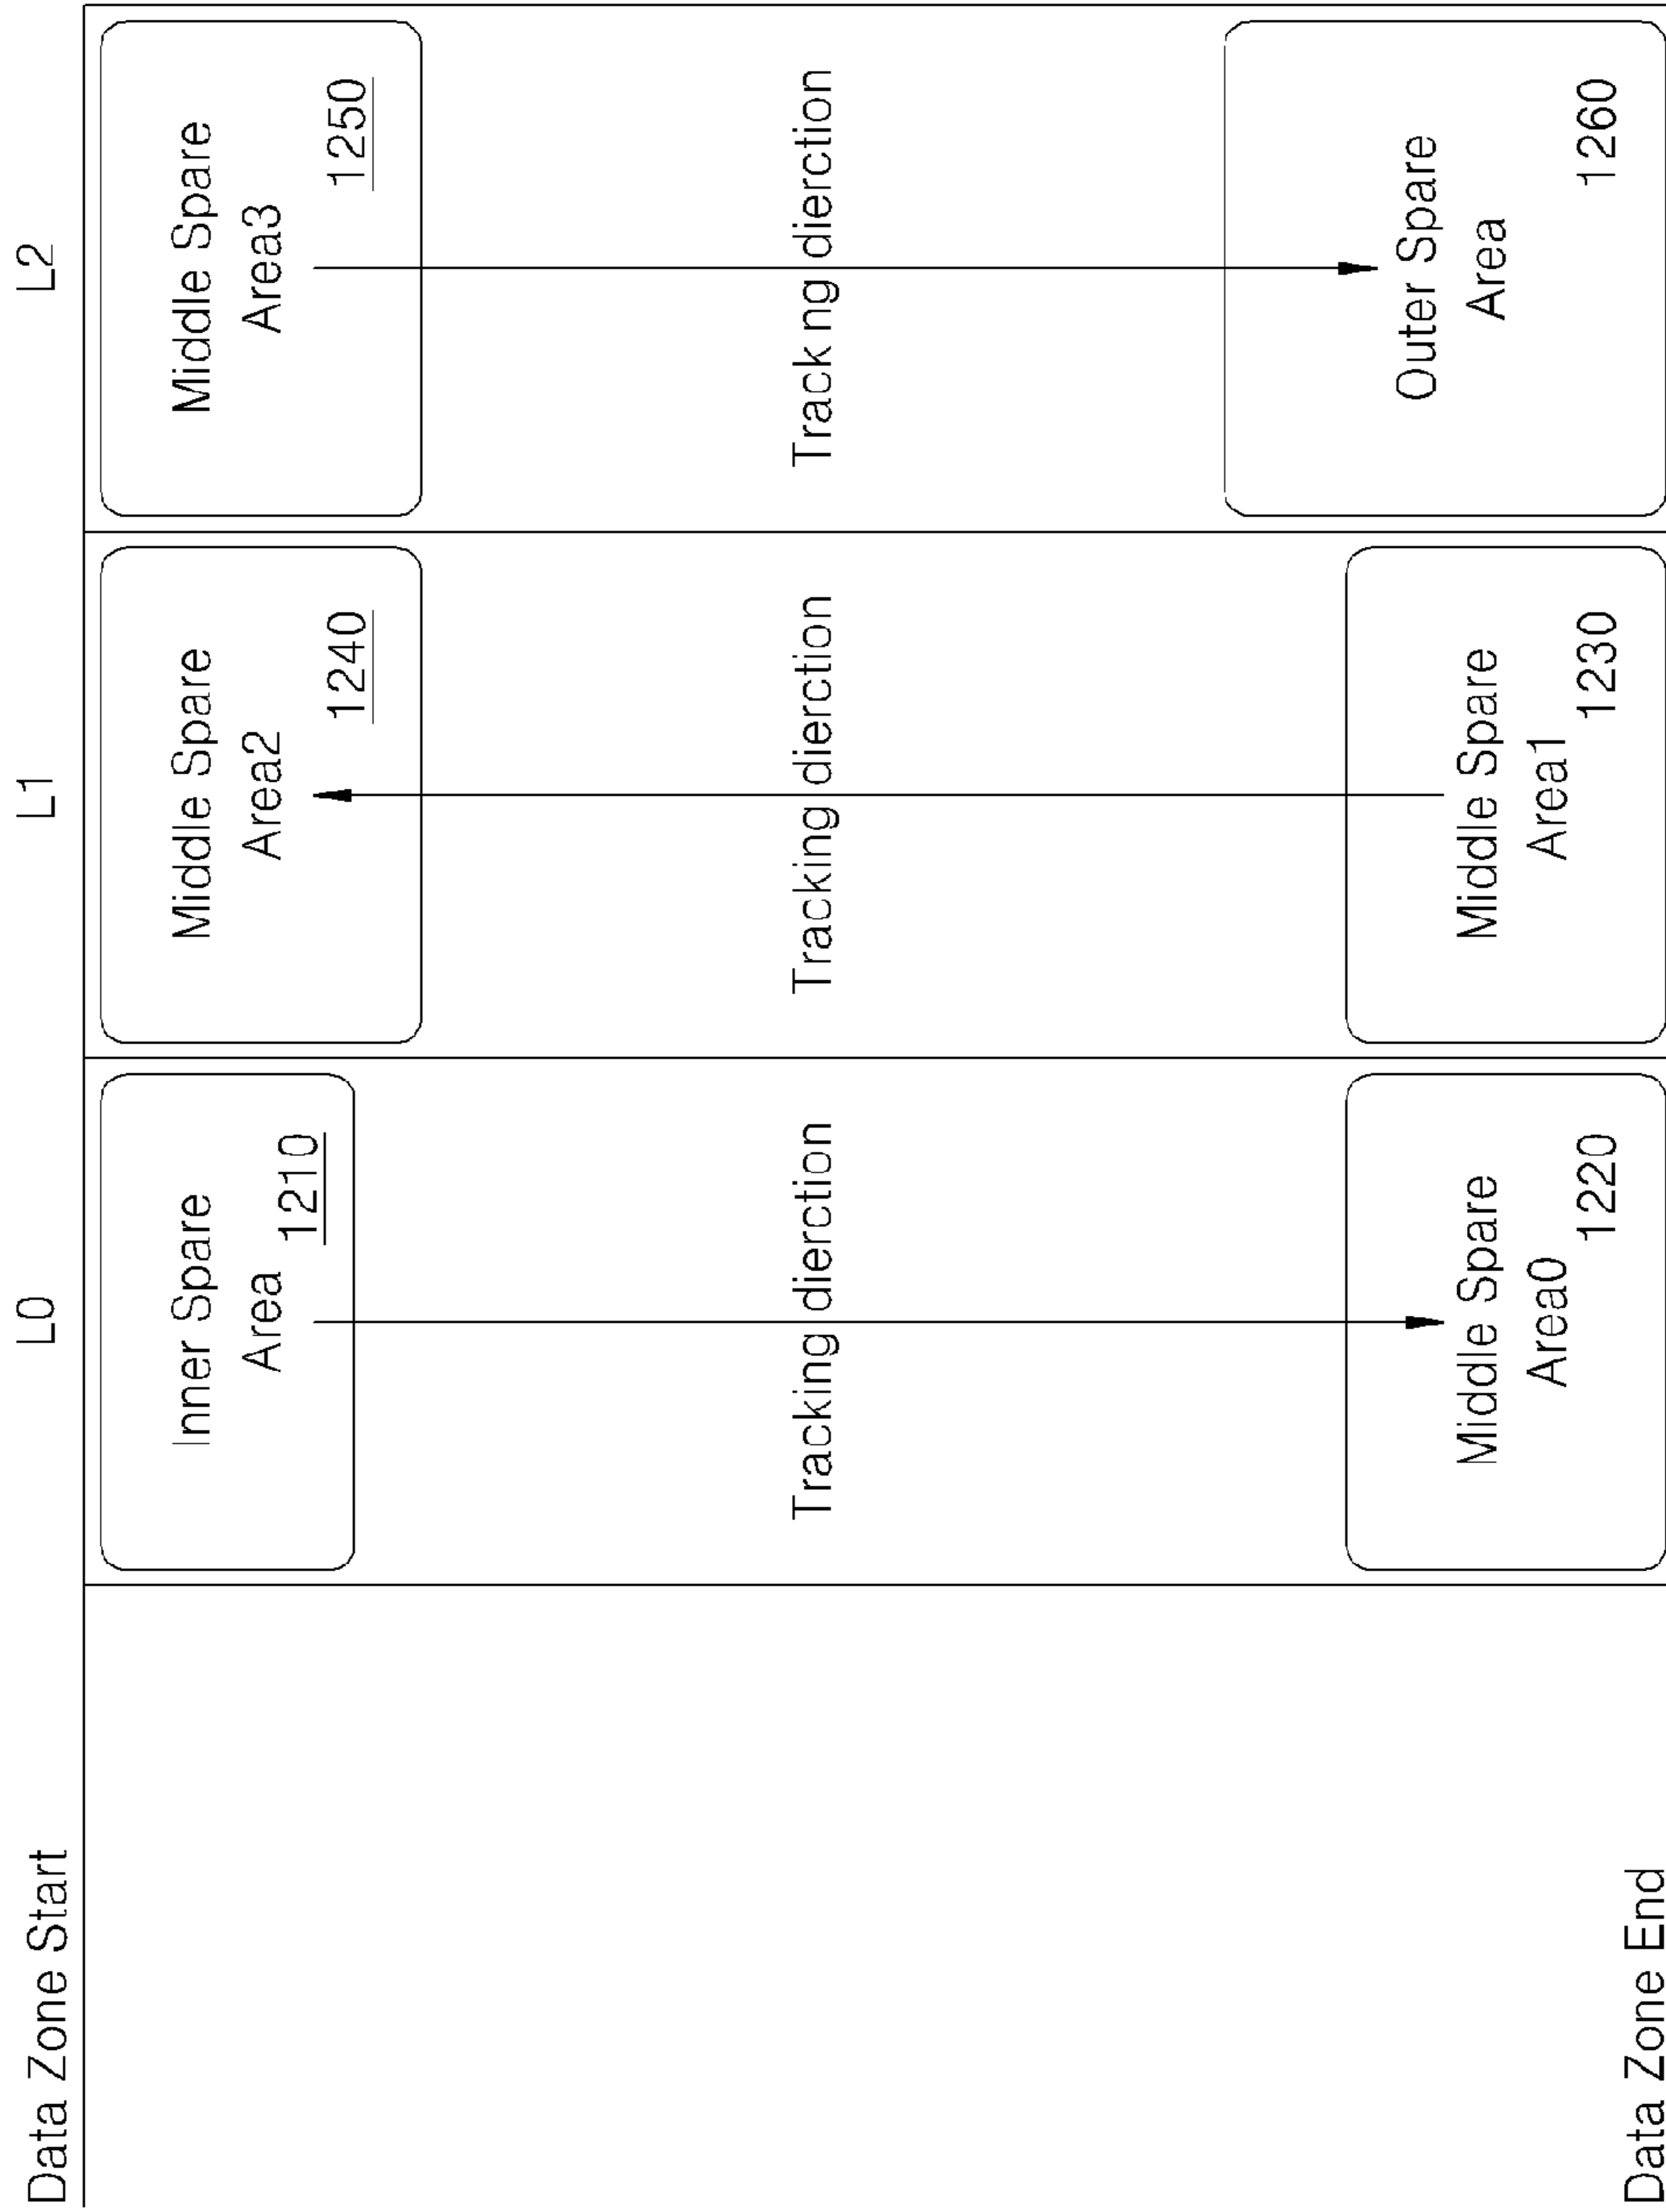 Data Zone Start
L0
L1
L2
Inner Spare
Area
1210
Middle Spare
Area2
1240
Middle Spare
Area3
1250
Tracking dierction
Tracking dierction
Track ng dierction
Middle Spare
Area0
1220
Middle Spare
Area1
1230
Outer Spare
Area
1260
Data Zone End